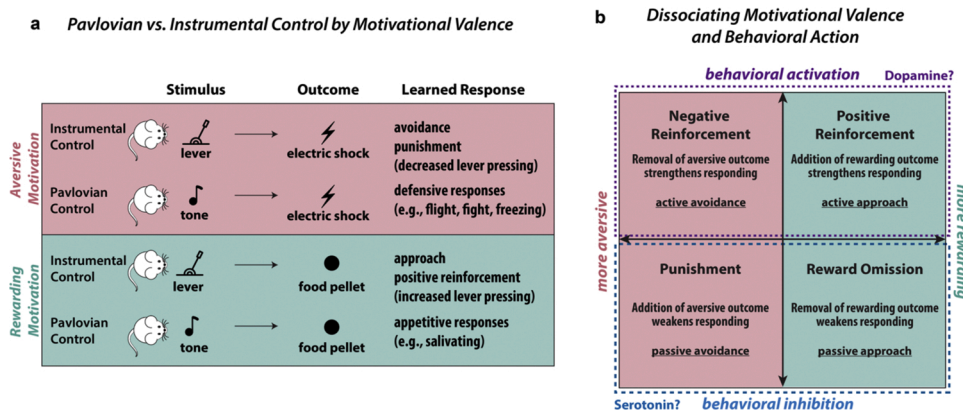 a Pavlovian vs. Instrumental Control by Motivational Valence
Stimulus Outcome Learned Response
Aversive
Motivation
Instrumental
Control
lever
electric shock
avoidance
punishment
(decreased lever pressing)
Pavlovian
Control
tone
electric shock
defensive responses
(e.g., flight, fight, freezing)
Rewarding
Motivation
Instrumental
Control
lever
food pellet
approach
positive reinforcement
(increased lever pressing)
Pavlovian
Control
tone
food pellet
appetitive responses
(e.g., salivating)
b Dissociating Motivational Valence
and Behavioral Action
behavioral activation Dopamine?
more aversive
Negative
Reinforcement
Removal of aversive outcome
strengthens responding
active avoidance
Positive
Reinforcement
Addition of rewarding outcome
strengthens responding
active approach
Punishment
Addition of aversive outcome
weakens responding
passive avoidance
Reward Omission
Removal of rewarding outcome
weakens responding
passive approach
more rewarding
Serotonin? behavioral inhibition